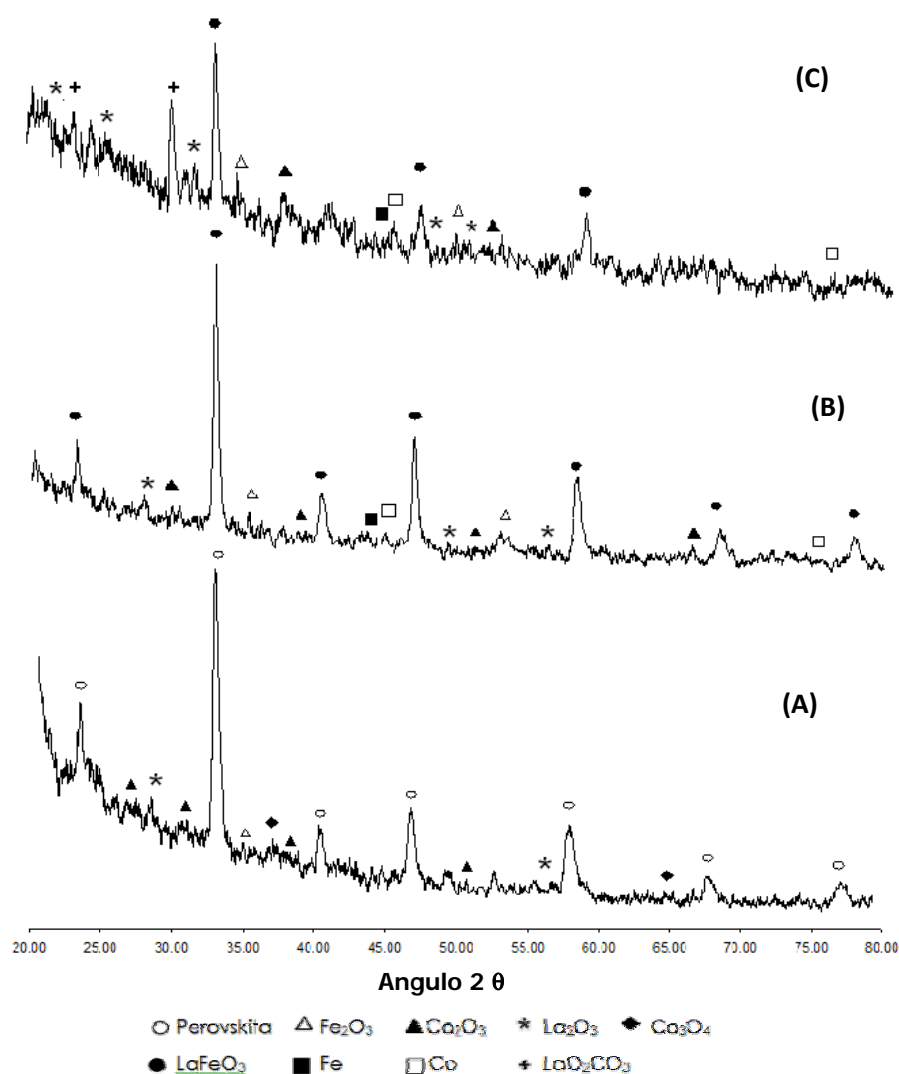 (C)
(B)
(A)
20.00 25.00 30.00 35.00 40.00 45.00 50.00 55.00 60.00 65.00 70.00 75.00 80.00
Angulo 2 θ
Perovskita Fe₂O₃ Co₂O₃ La₂O₃ Co₃O₄
LaFeO₃ Fe Co LaO₂CO₃